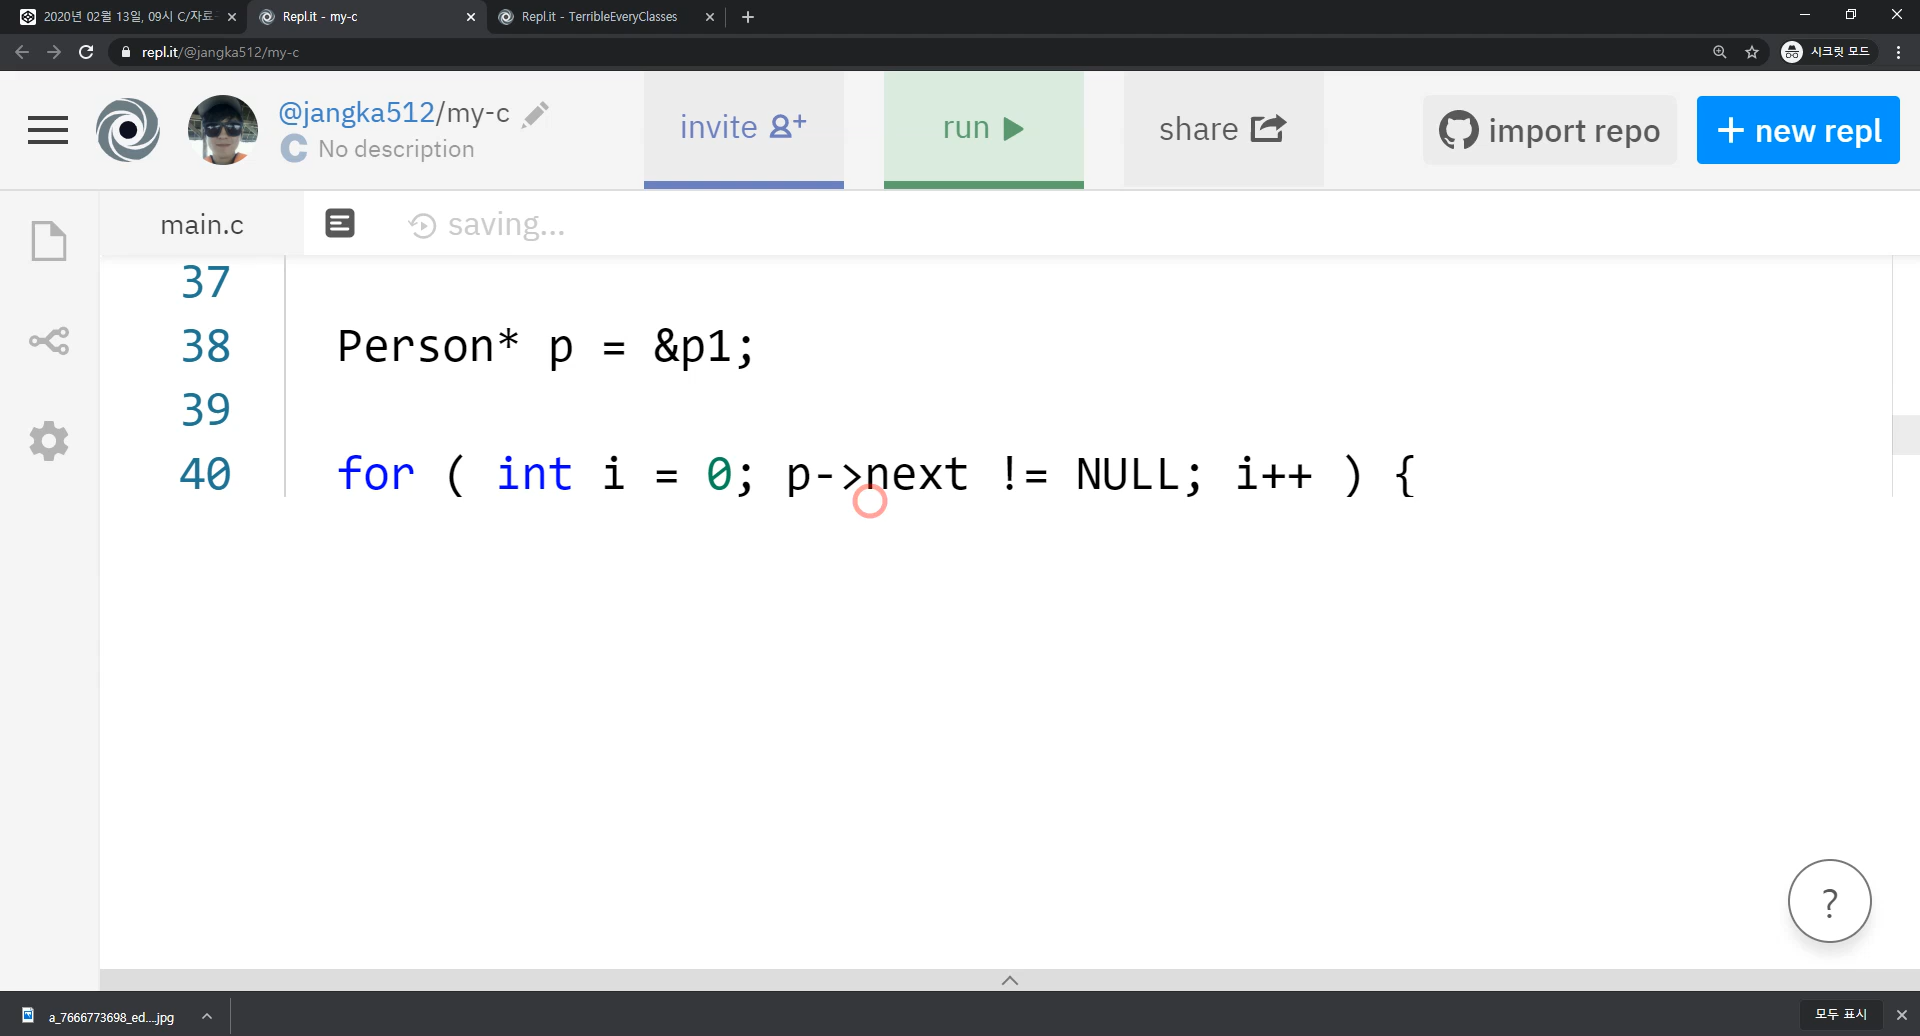 2020년 02월 13일, 09시 C/자료
Repl.it - my-c
Repl.it - TerribleEveryClasses
repl.it/@jangka512/my-c
시크릿 모드
@jangka512/my-c
C No description
invite
run
share
import repo
+ new repl
main.c
saving...
37
38 Person* p = &p1;
39
40 for ( int i = 0; p->next != NULL; i++ ) {
?
a_7666773698_ed....jpg
모두 표시